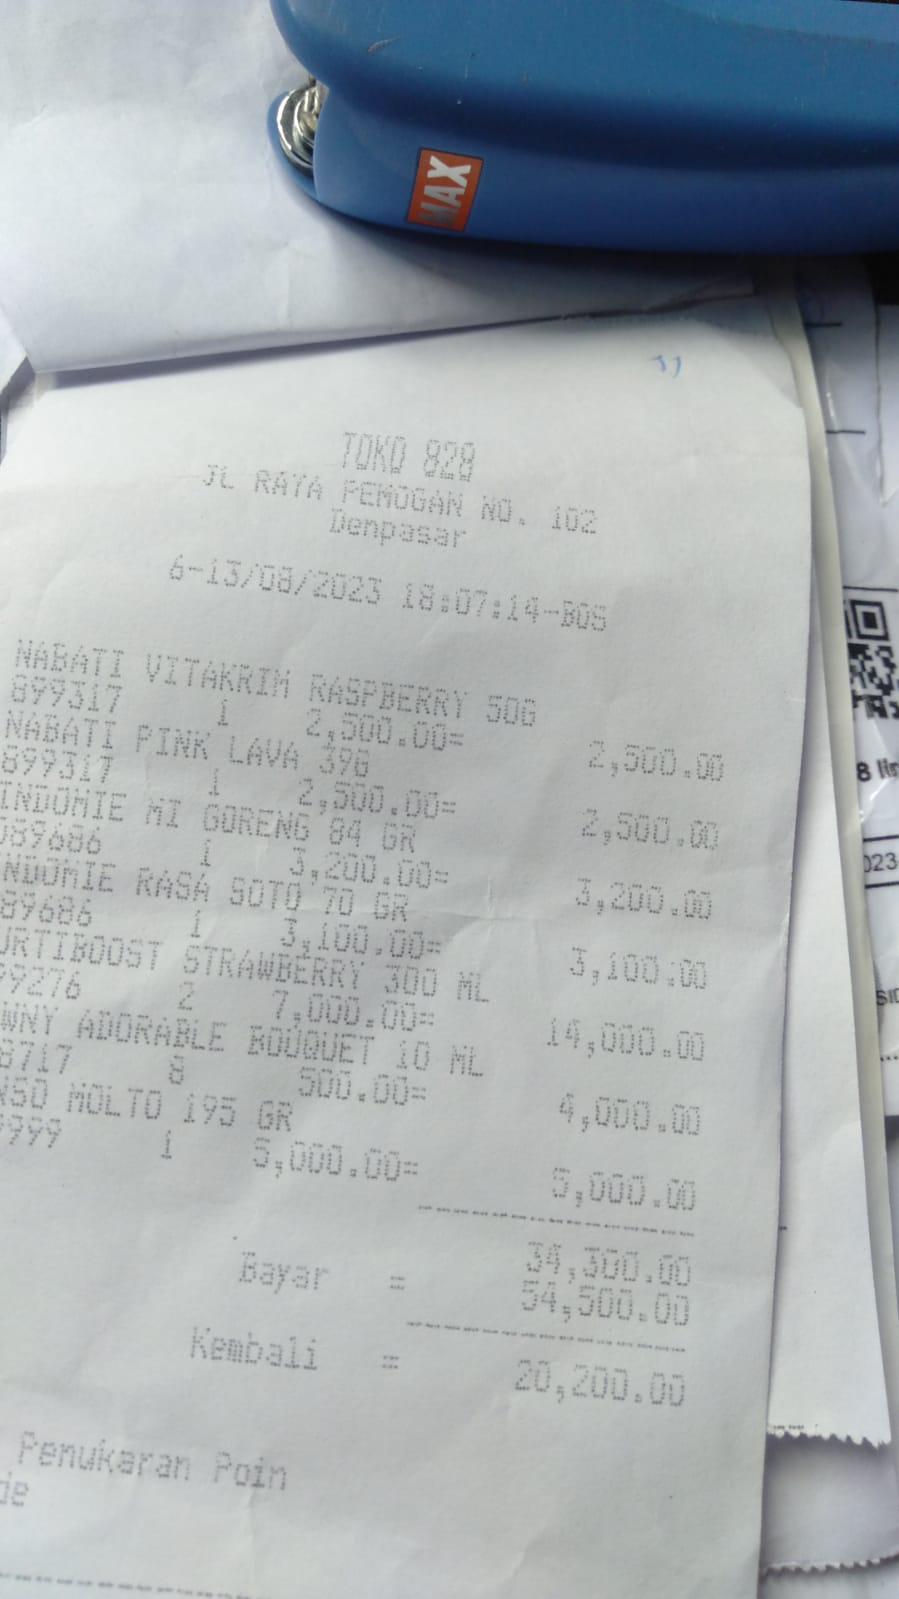 MAX
TOKO 828
JL RAYA PEMOGAN NO. 102
Denpasar
6-13/08/2023 18:07:14-B05
NABATI VITAKRIM RASPBERRY 50G
899317 1 2,500.00= 2,500.00
NABATI PINK LAVA 39G
899317 1 2,500.00= 2,500.00
INDOMIE MI GORENG 84 GR
089686 1 3,200.00= 3,200.00
NDOMIE RASA SOTO 70 GR
89686 1 3,100.00= 3,100.00
URTIBOOST STRAWBERRY 300 ML
99276 2 7,000.00= 14,000.00
WNY ADORABLE BOUQUET 10 ML
8717 8 500.00= 4,000.00
NSO MOLTO 195 GR
9999 1 5,000.00= 5,000.00
34,300.00
Bayar = 54,500.00
Kembali = 20,200.00
Penukaran Poin
de
8 lit
023